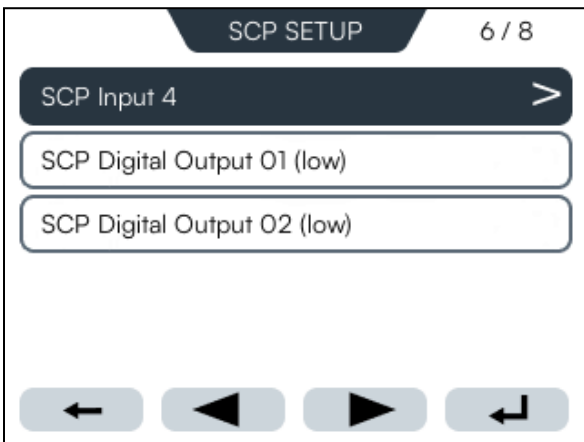 SCP SETUP 6 / 8
SCP Input 4 >
SCP Digital Output 01 (low)
SCP Digital Output 02 (low)